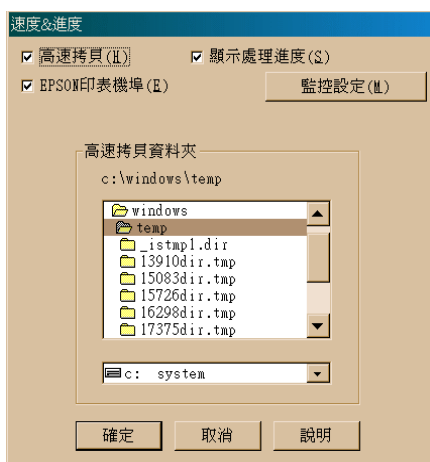 速度&進度
高速拷貝(H)
顯示處理進度(S)
EPSON印表機埠(E)
監控設定(M)
高速拷貝資料夾
c:\windows\temp
windows
temp
_istmp1.dir
13910dir.tmp
15083dir.tmp
15726dir.tmp
16298dir.tmp
17375dir.tmp
c: system
確定
取消
說明